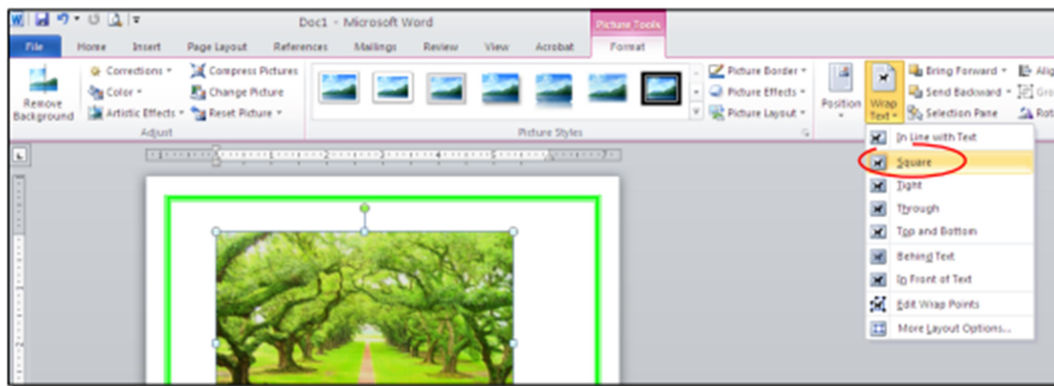 Doc1 - Microsoft Word
Picture Tools
File Home Insert Page Layout References Mailings Review View Acrobat Format
Remove Background
Corrections
Color
Artistic Effects
Compress Pictures
Change Picture
Reset Picture
Adjust
Picture Styles
Picture Border
Picture Effects
Picture Layout
Position
Wrap Text
Bring Forward
Send Backward
Selection Pane
In Line with Text
Square
Tight
Through
Top and Bottom
Behind Text
In Front of Text
Edit Wrap Points
More Layout Options...